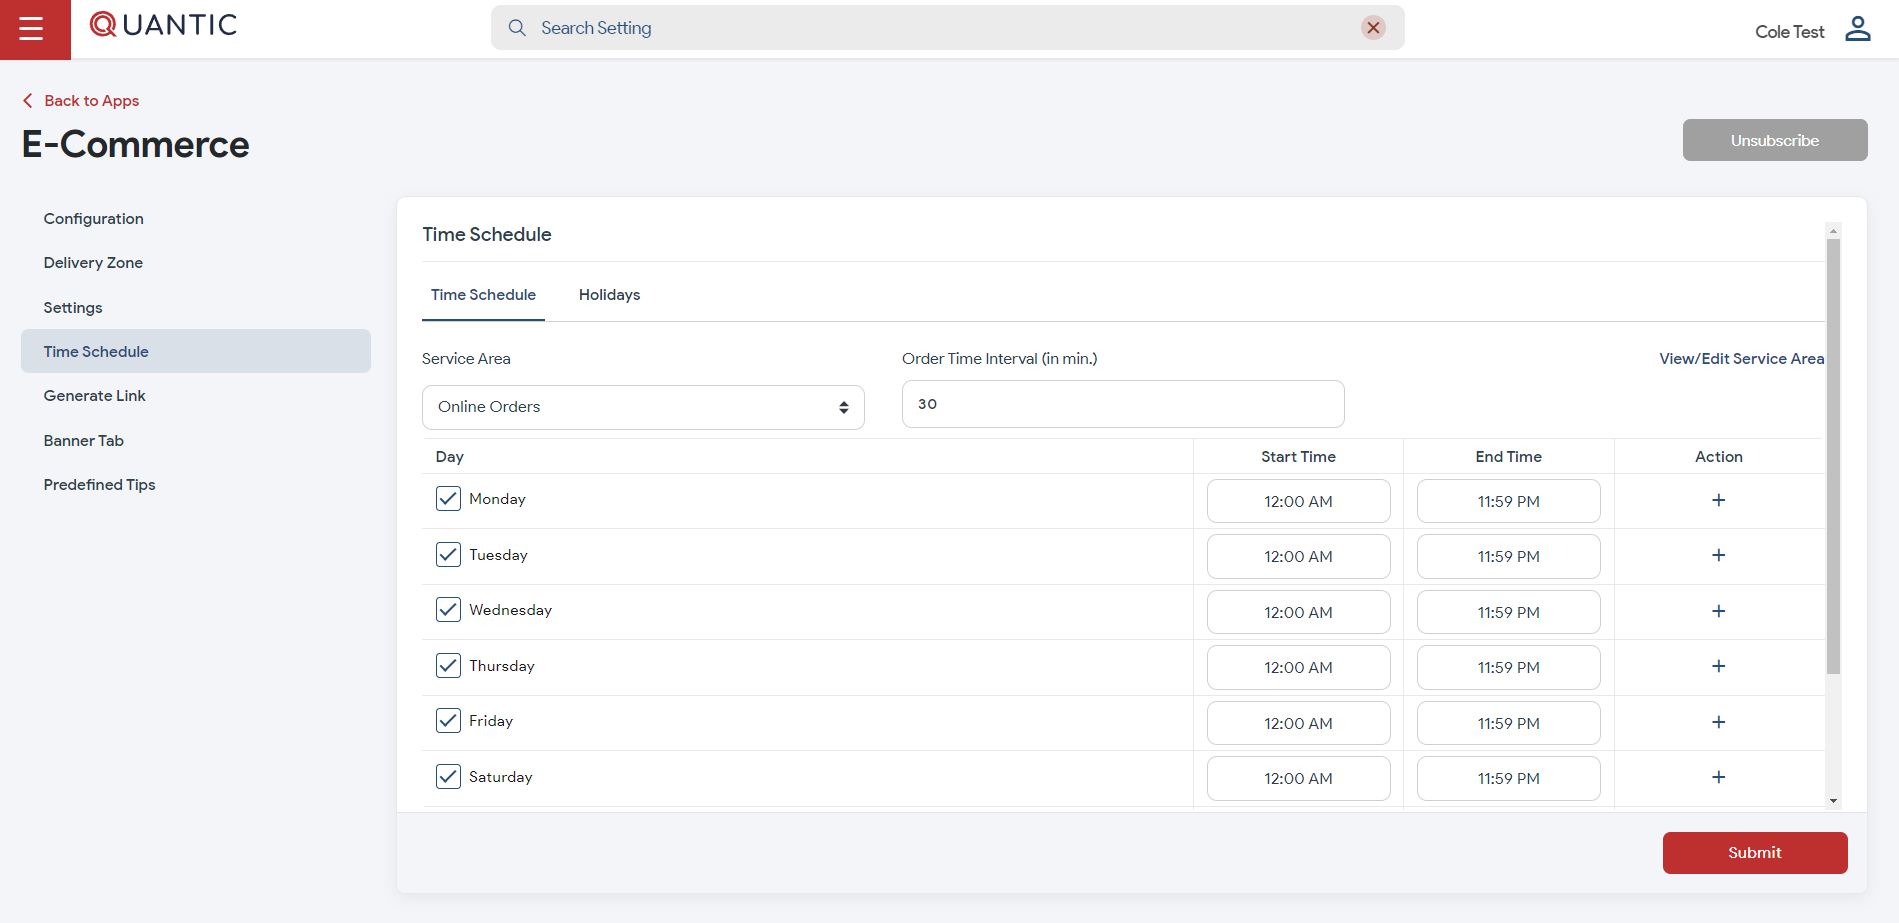 QUANTIC
Search Setting
Cole Test
Back to Apps
E-Commerce
Unsubscribe
Configuration
Delivery Zone
Settings
Time Schedule
Generate Link
Banner Tab
Predefined Tips
Time Schedule
Time Schedule Holidays
Service Area Order Time Interval (in min.) View/Edit Service Area
Online Orders 30
Day Start Time End Time Action
Monday 12:00 AM 11:59 PM +
Tuesday 12:00 AM 11:59 PM +
Wednesday 12:00 AM 11:59 PM +
Thursday 12:00 AM 11:59 PM +
Friday 12:00 AM 11:59 PM +
Saturday 12:00 AM 11:59 PM +
Submit